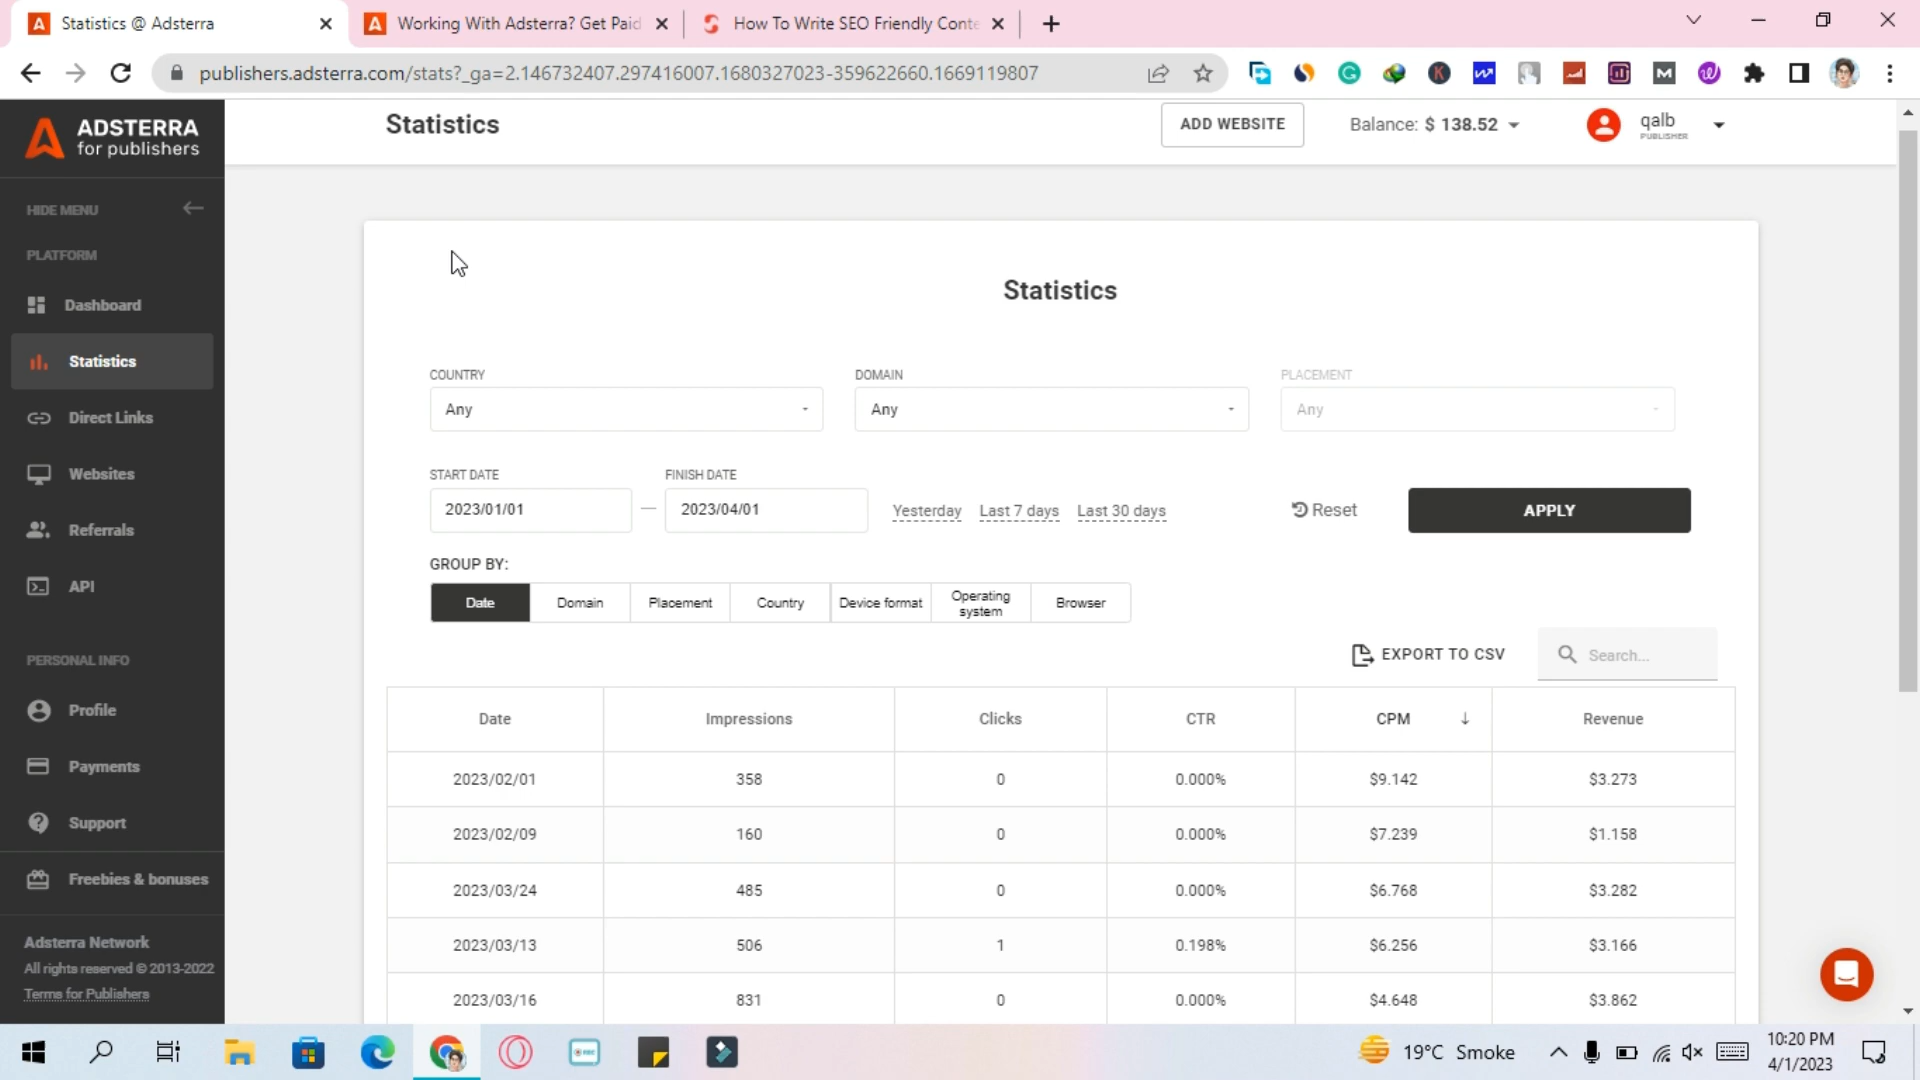 Statistics @ Adsterra
Working With Adsterra? Get Paid
How To Write SEO Friendly Conte
publishers.adsterra.com/stats?_ga=2.146732407.297416007.1680327023-359622660.1669119807
ADSTERRA
for publishers
Statistics
ADD WEBSITE
Balance: $ 138.52
qalb
PUBLISHER
HIDE MENU
PLATFORM
Dashboard
Statistics
Direct Links
Websites
Referrals
API
PERSONAL INFO
Profile
Payments
Support
Freebies & bonuses
Adsterra Network
All rights reserved © 2013-2022
Terms for Publishers
Statistics
COUNTRY DOMAIN PLACEMENT
Any Any Any
START DATE FINISH DATE
2023/01/01 — 2023/04/01 Yesterday Last 7 days Last 30 days Reset APPLY
GROUP BY:
Date Domain Placement Country Device format Operating system Browser
EXPORT TO CSV Search...
Date Impressions Clicks CTR CPM ↓ Revenue
2023/02/01 358 0 0.000% $9.142 $3.273
2023/02/09 160 0 0.000% $7.239 $1.158
2023/03/24 485 0 0.000% $6.768 $3.282
2023/03/13 506 1 0.198% $6.256 $3.166
2023/03/16 831 0 0.000% $4.648 $3.862
19°C Smoke
10:20 PM
4/1/2023